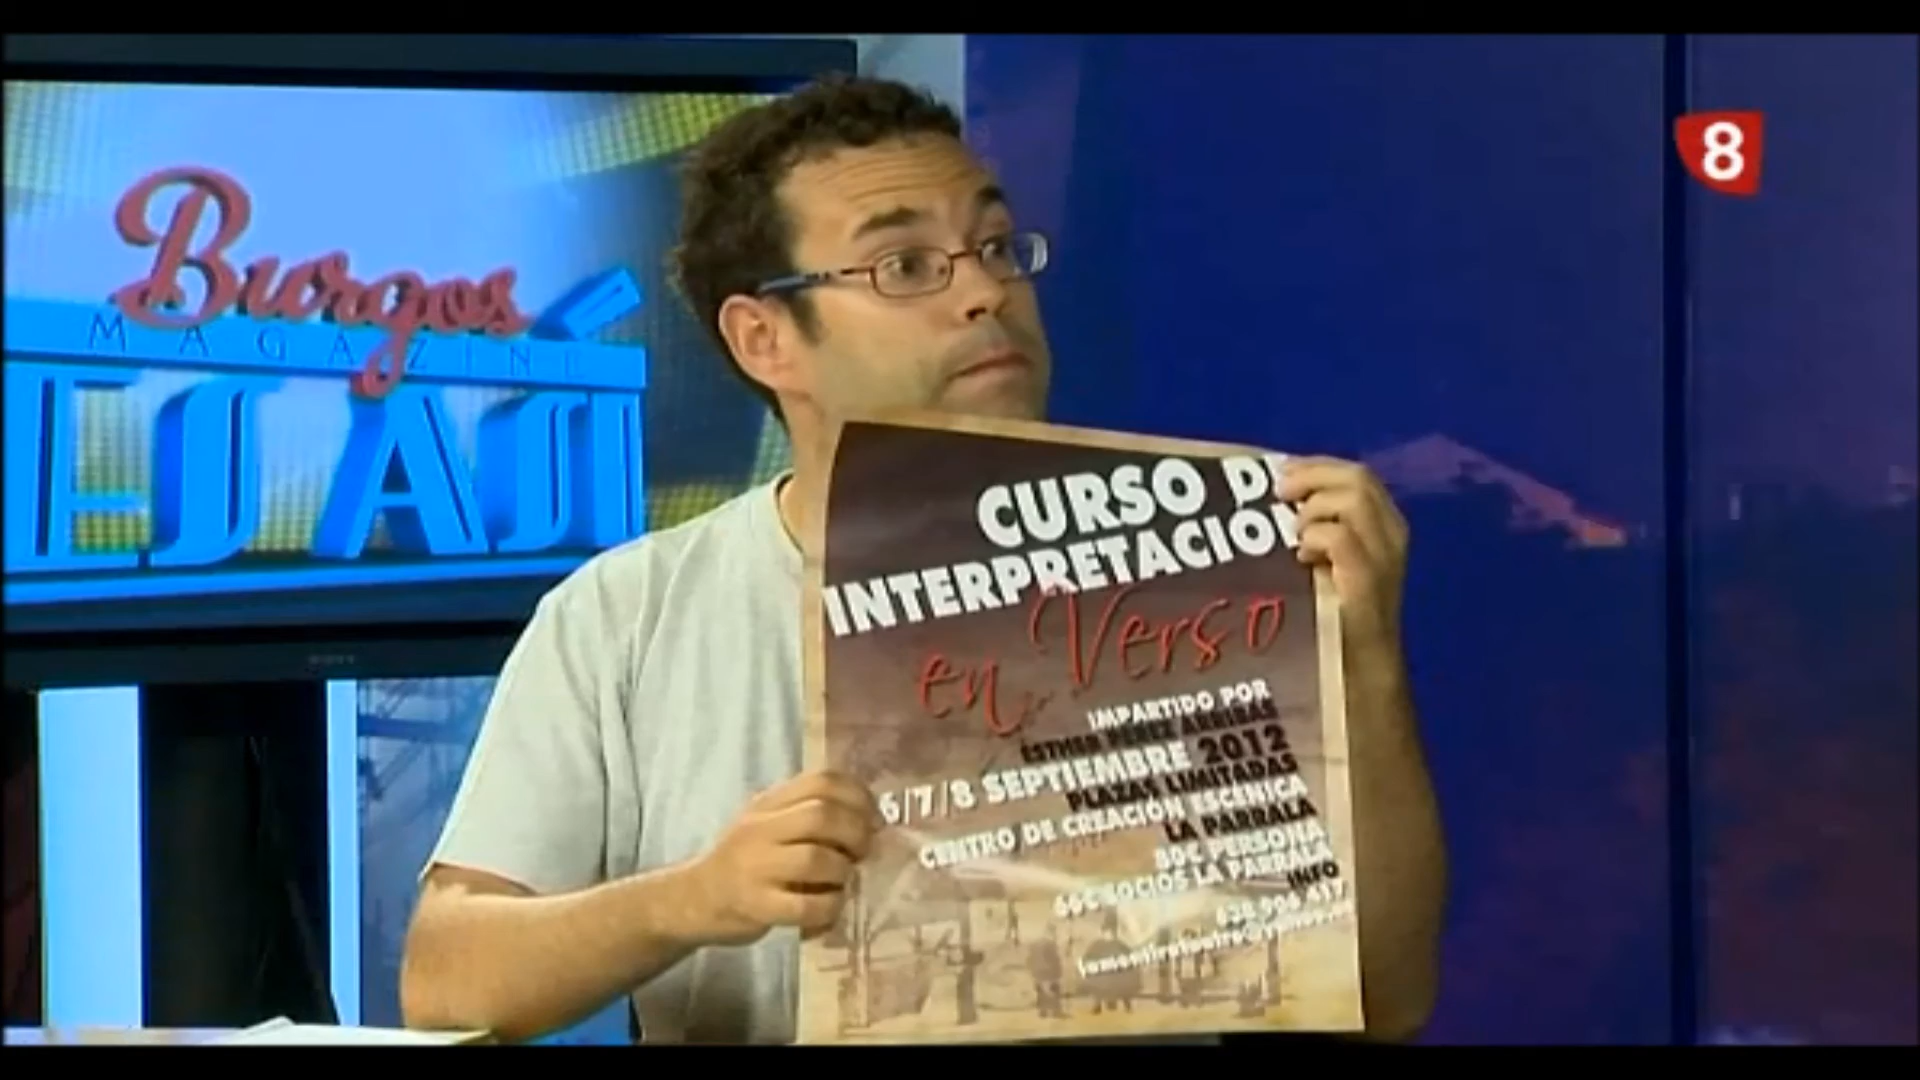 8
Burgos
MAGAZINE
ES ASÍ
CURSO DE
INTERPRETACIÓN
en Verso
IMPARTIDO POR
ESTHER PÉREZ ARRIBAS
6/7/8 SEPTIEMBRE 2012
PLAZAS LIMITADAS
CENTRO DE CREACIÓN ESCÉNICA
LA PARRALA
80€ PERSONA
60€ SOCIOS LA PARRALA
INFO